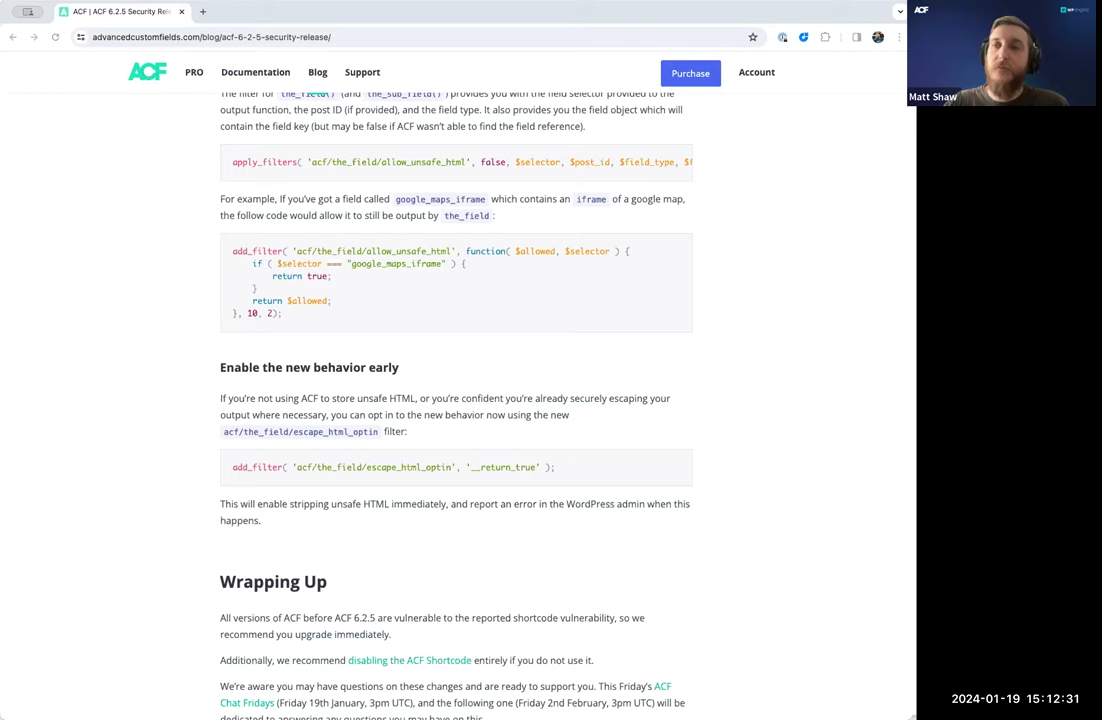 ACF | ACF 6.2.5 Security Rele
advancedcustomfields.com/blog/acf-6-2-5-security-release/
ACF
PRO
Documentation
Blog
Support
Purchase
Account
ACF
Matt Shaw
The filter for the_field() (and the_sub_field()) provides you with the field selector provided to the
output function, the post ID (if provided), and the field type. It also provides you the field object which will
contain the field key (but may be false if ACF wasn't able to find the field reference).
apply_filters( 'acf/the_field/allow_unsafe_html', false, $selector, $post_id, $field_type, $f
For example, If you've got a field called google_maps_iframe which contains an iframe of a google map,
the follow code would allow it to still be output by the_field :
add_filter( 'acf/the_field/allow_unsafe_html', function( $allowed, $selector ) {
if ( $selector === "google_maps_iframe" ) {
return true;
}
return $allowed;
}, 10, 2);
Enable the new behavior early
If you're not using ACF to store unsafe HTML, or you're confident you're already securely escaping your
output where necessary, you can opt in to the new behavior now using the new
acf/the_field/escape_html_optin filter:
add_filter( 'acf/the_field/escape_html_optin', '__return_true' );
This will enable stripping unsafe HTML immediately, and report an error in the WordPress admin when this
happens.
Wrapping Up
All versions of ACF before ACF 6.2.5 are vulnerable to the reported shortcode vulnerability, so we
recommend you upgrade immediately.
Additionally, we recommend disabling the ACF Shortcode entirely if you do not use it.
We're aware you may have questions on these changes and are ready to support you. This Friday's ACF
Chat Fridays (Friday 19th January, 3pm UTC), and the following one (Friday 2nd February, 3pm UTC) will be
dedicated to answering any questions you may have on this.
2024-01-19 15:12:31